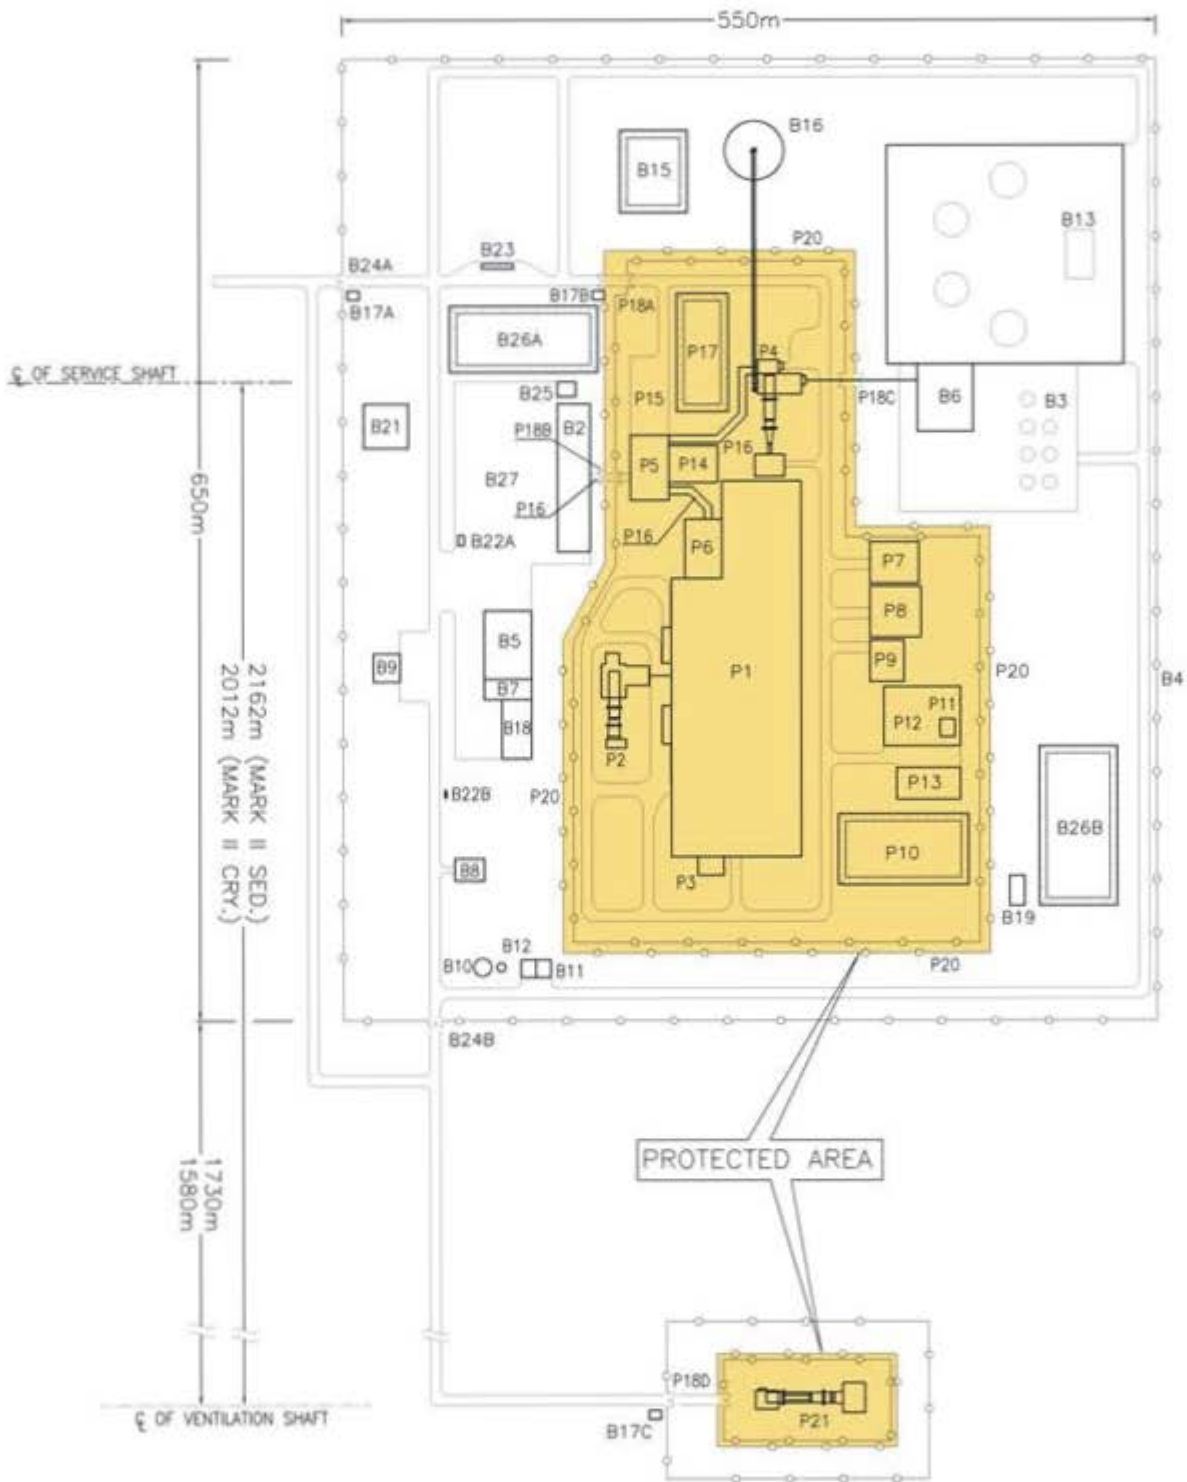 550m
B16
B15
B13
P20
B23
B24A
B17B
P18A
B17A
B26A
P17
P4
℄ OF SERVICE SHAFT
B25
P15
P18C
B6
B3
B21
B2
P18B
P16
P5
P14
B27
650m
P16
P16
B22A
P6
P7
P8
B5
P9
B9
P1
P20
B4
B7
P11
P12
B18
2162m (MARK II SED.)
2012m (MARK II CRY.)
P2
P13
B22B
P20
B26B
P10
B8
P3
B19
B12
B10
B11
P20
B24B
PROTECTED AREA
1730m
1580m
P18D
P21
℄ OF VENTILATION SHAFT
B17C